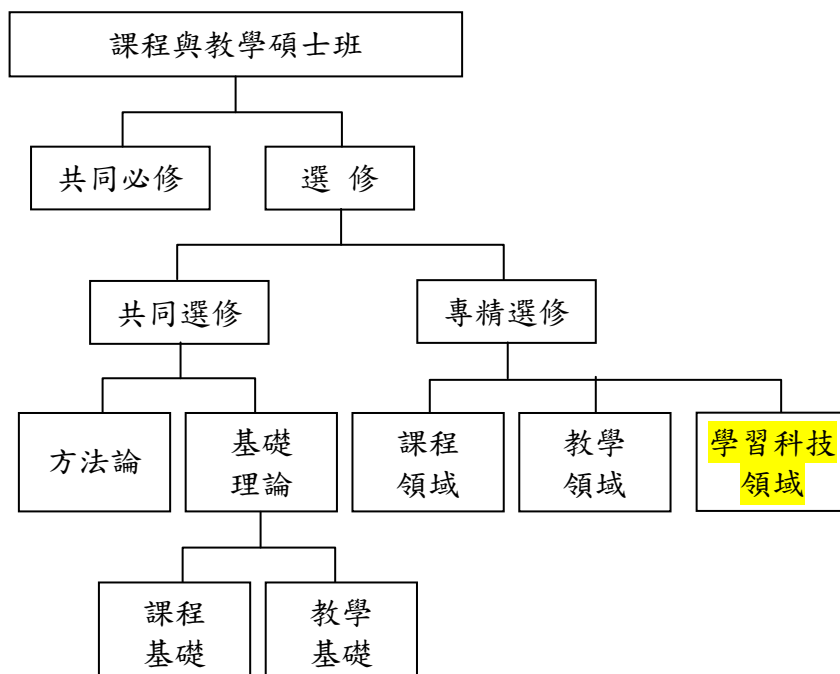 課程與教學碩士班
共同必修
選 修
共同選修
專精選修
方法論
基礎
理論
課程
領域
教學
領域
學習科技
領域
課程
基礎
教學
基礎